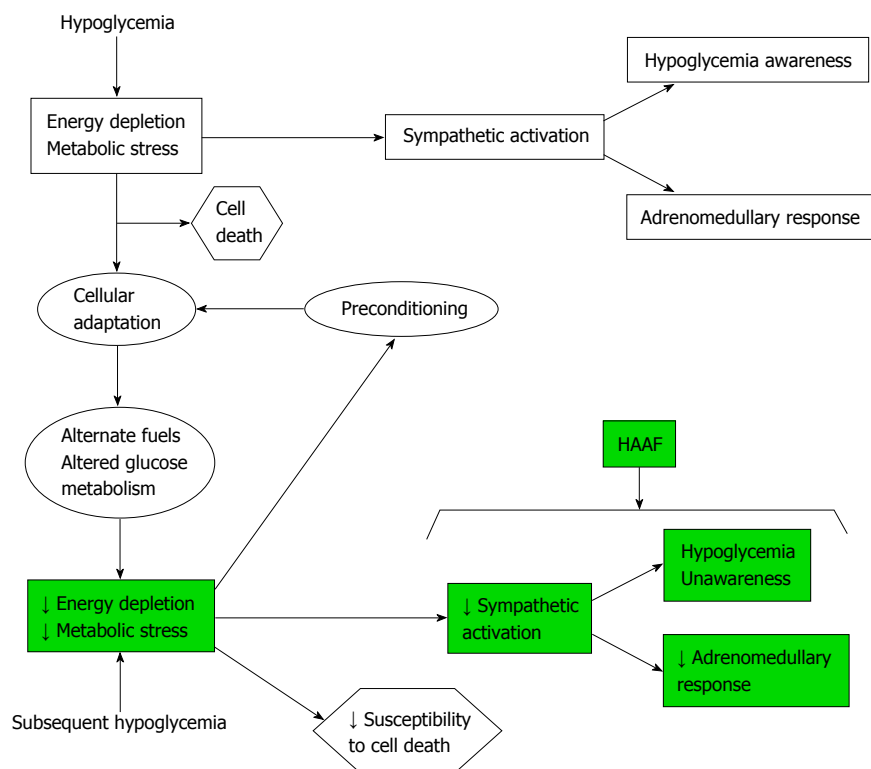 Hypoglycemia
Hypoglycemia awareness
Energy depletion
Metabolic stress
Sympathetic activation
Adrenomedullary response
Cell
death
Cellular
adaptation
Preconditioning
Alternate fuels
Altered glucose
metabolism
HAAF
Hypoglycemia
Unawareness
↓ Energy depletion
↓ Metabolic stress
↓ Sympathetic
activation
↓ Adrenomedullary
response
Subsequent hypoglycemia
↓ Susceptibility
to cell death